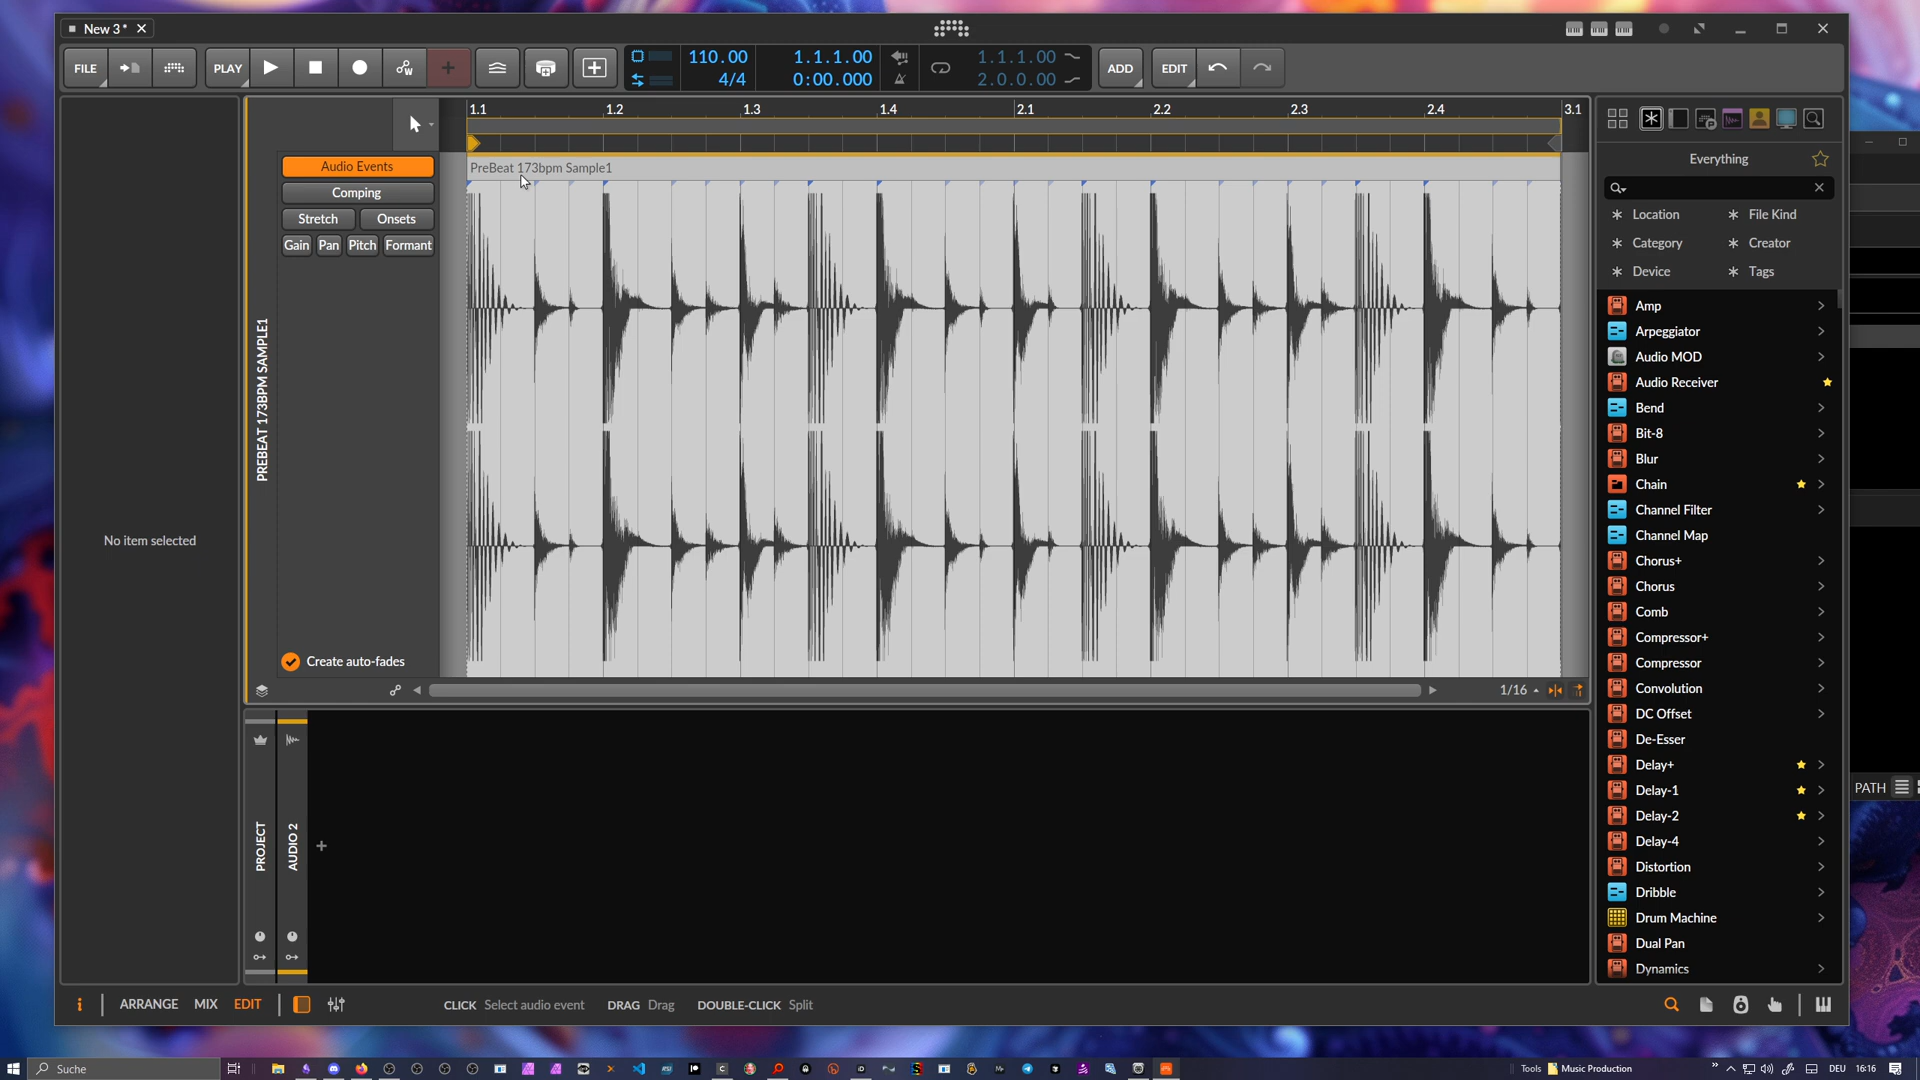 New 3*
FILE
PLAY
110.00
4/4
1.1.1.00
0:00.000
1.1.1.00
2.0.0.00
ADD
EDIT
1.1
1.2
1.3
1.4
2.1
2.2
2.3
2.4
3.1
Audio Events
Comping
Stretch
Onsets
Gain
Pan
Pitch
Formant
PreBeat 173bpm Sample1
PREBEAT 173BPM SAMPLE1
No item selected
Create auto-fades
1/16
PROJECT
AUDIO 2
Everything
Location
File Kind
Category
Creator
Device
Tags
Amp
Arpeggiator
Audio MOD
Audio Receiver
Bend
Bit-8
Blur
Chain
Channel Filter
Channel Map
Chorus+
Chorus
Comb
Compressor+
Compressor
Convolution
DC Offset
De-Esser
Delay+
Delay-1
Delay-2
Delay-4
Distortion
Dribble
Drum Machine
Dual Pan
Dynamics
PATH
ARRANGE
MIX
EDIT
CLICK Select audio event
DRAG Drag
DOUBLE-CLICK Split
Suche
Tools
Music Production
DEU
16:16